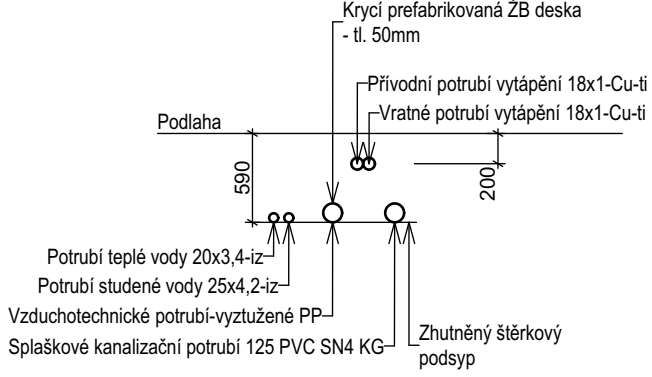 Krycí prefabrikovaná ŽB deska
- tl. 50mm
Přívodní potrubí vytápění 18x1-Cu-ti
Vratné potrubí vytápění 18x1-Cu-ti
Podlaha
590
200
Potrubí teplé vody 20x3,4-iz
Potrubí studené vody 25x4,2-iz
Vzduchotechnické potrubí-vyztužené PP
Splaškové kanalizační potrubí 125 PVC SN4 KG
Zhutněný štěrkový
podsyp